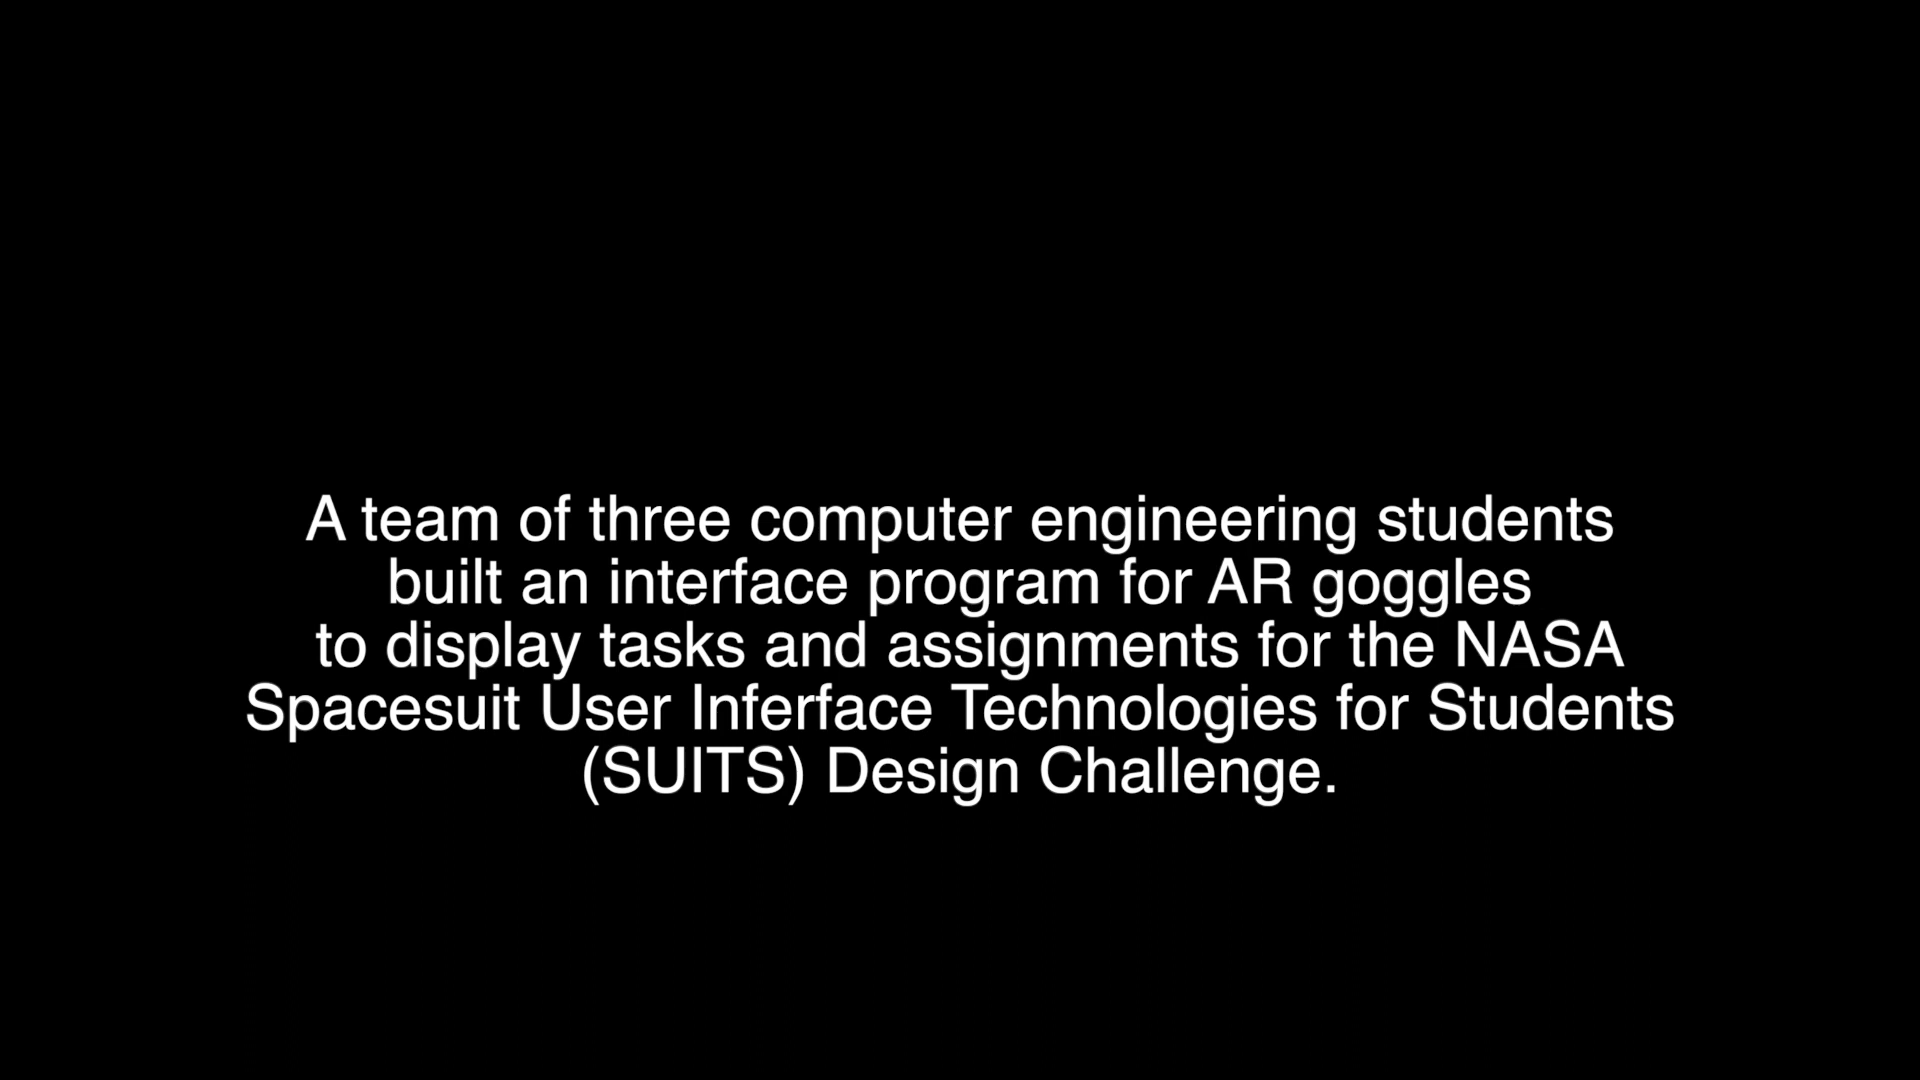 A team of three computer engineering students
built an interface program for AR goggles
to display tasks and assignments for the NASA
Spacesuit User Inferface Technologies for Students
(SUITS) Design Challenge.